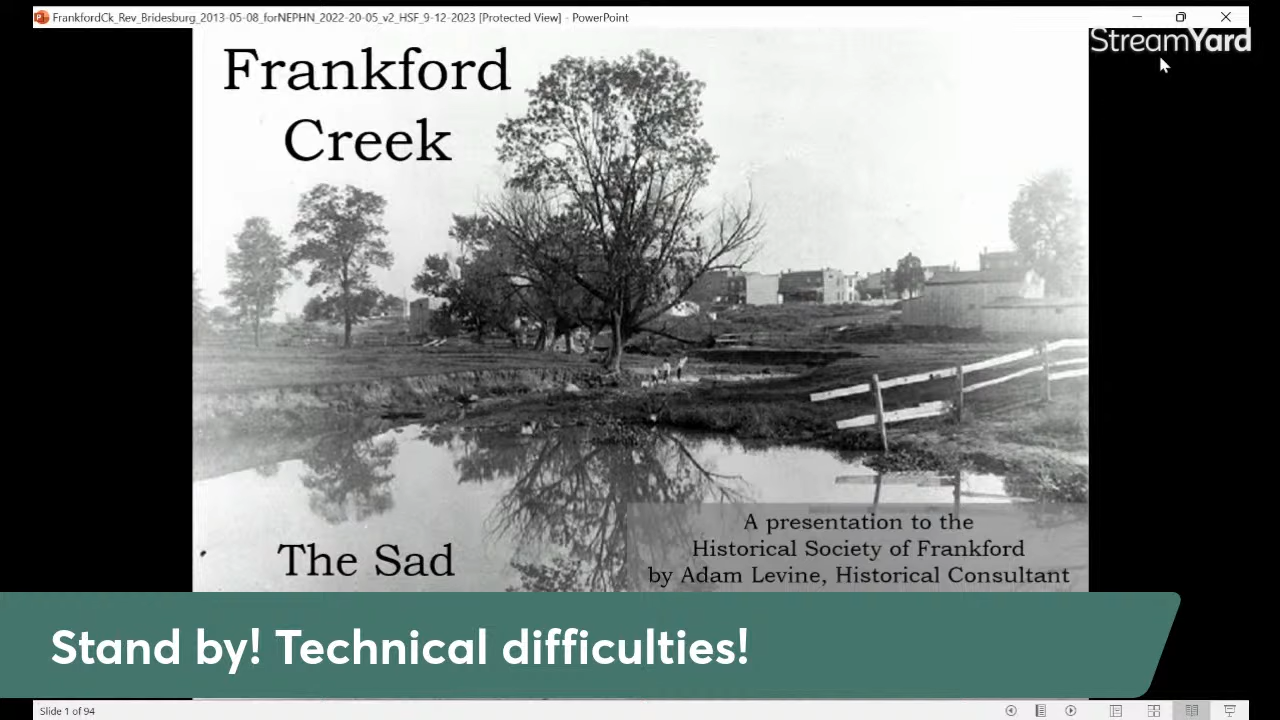 FrankfordCk_Rev_Bridesburg_2013-05-08_forNEPHN_2022-20-05_v2_HSF_9-12-2023 [Protected View] - PowerPoint
StreamYard
Frankford
Creek
The Sad
A presentation to the
Historical Society of Frankford
by Adam Levine, Historical Consultant
Stand by! Technical difficulties!
Slide 1 of 94